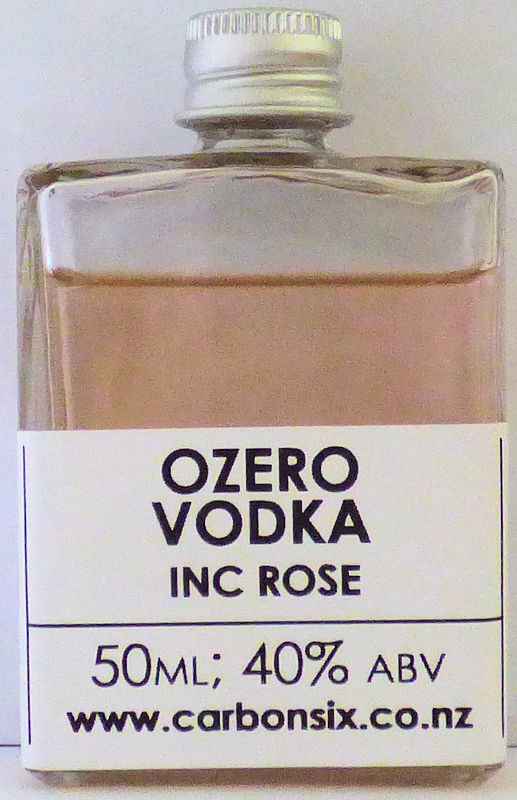 OZERO
VODKA
INC ROSE
50ML; 40% ABV
www.carbonsix.co.nz